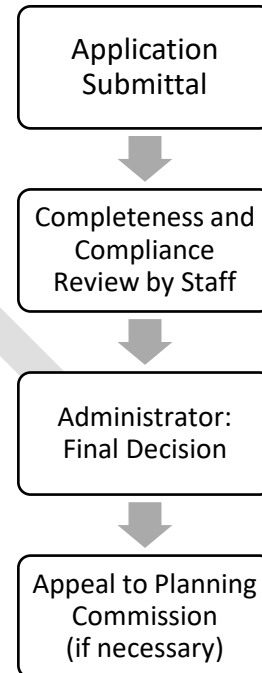 Application
Submittal
Completeness and
Compliance
Review by Staff
Administrator:
Final Decision
Appeal to Planning
Commission
(if necessary)